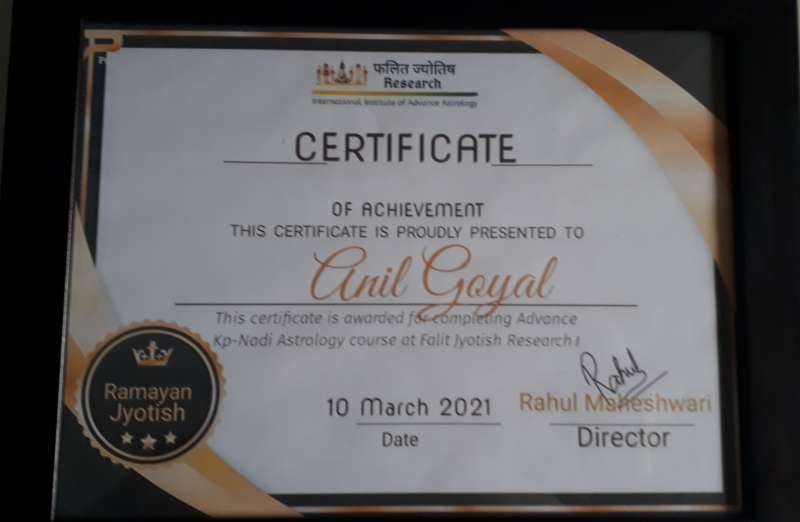 फलित ज्योतिष
Research
International Institute of Advance Astrology
CERTIFICATE
OF ACHIEVEMENT
THIS CERTIFICATE IS PROUDLY PRESENTED TO
Anil Goyal
This certificate is awarded for completing Advance
Kp-Nadi Astrology course at Falit Jyotish Research
Ramayan
Jyotish
Rahul
10 March 2021
Rahul Maheshwari
Date
Director